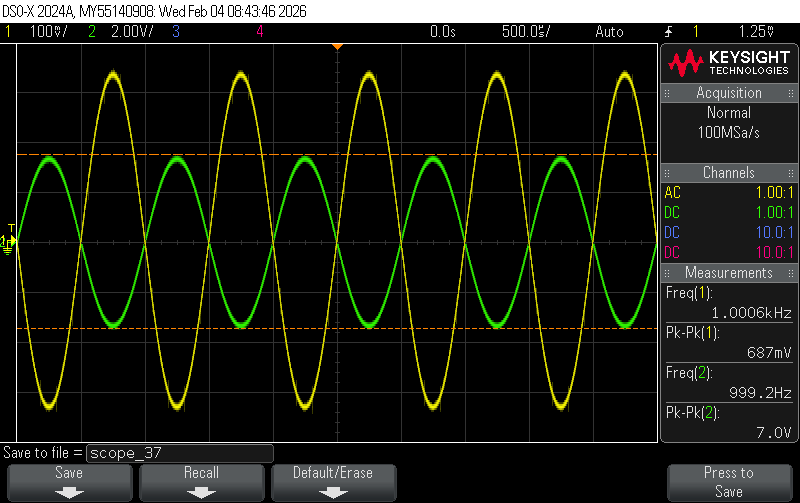 DSO-X 2024A, MY55140908: Wed Feb 04 08:43:46 2026
1 100mV/ 2 2.00V/ 3 4 0.0s 500.0us/ Auto 1 1.25mV
KEYSIGHT
TECHNOLOGIES
Acquisition
Normal
100MSa/s
Channels
AC 1.00:1
DC 1.00:1
DC 10.0:1
DC 10.0:1
Measurements
Freq(1):
1.0006kHz
Pk-Pk(1):
687mV
Freq(2):
999.2Hz
Pk-Pk(2):
7.0V
T
Save to file = scope_37
Save Recall Default/Erase Press to
Save